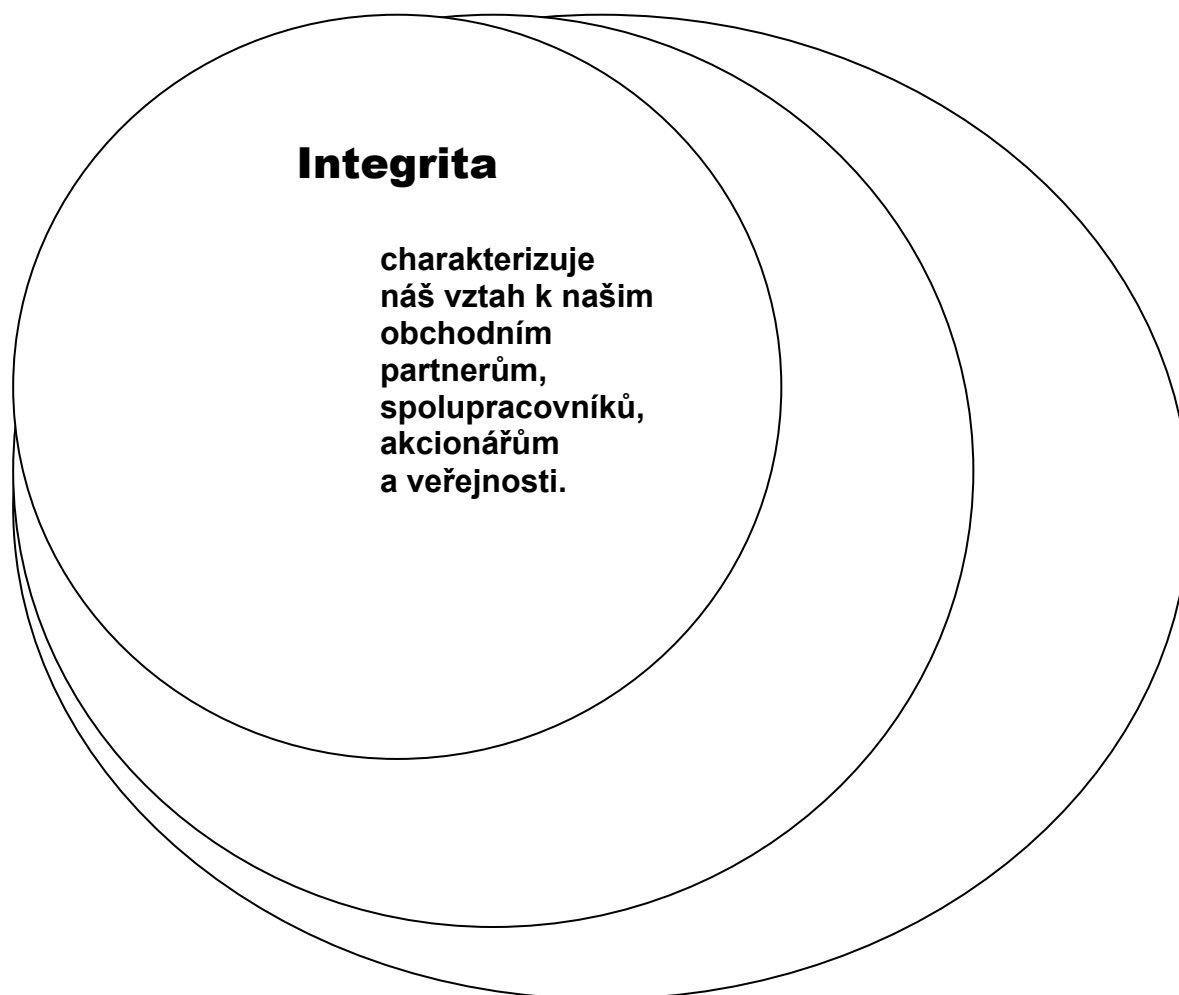 Integrita
charakterizuje
náš vztah k našim
obchodním
partnerům,
spolupracovníků,
akcionářům
a veřejnosti.